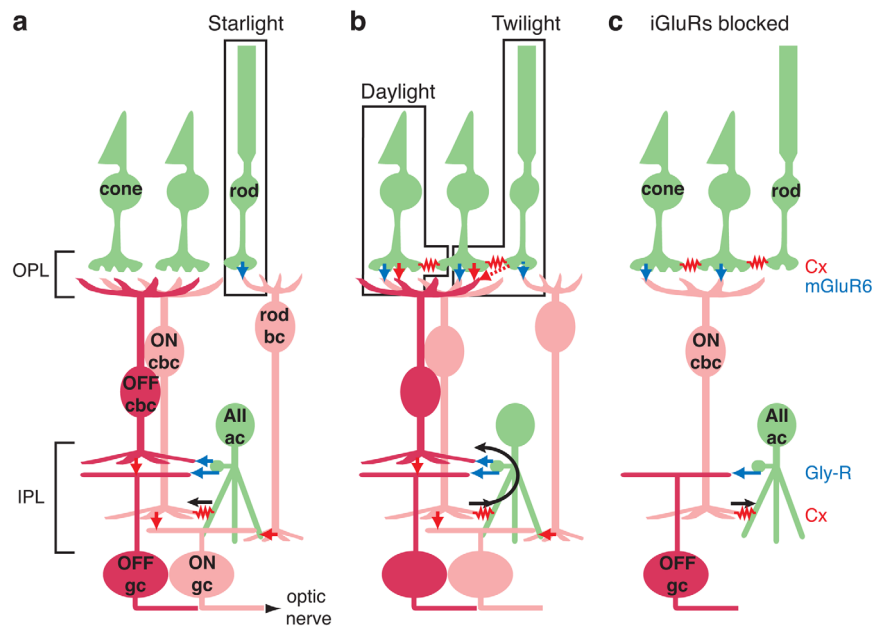 a
Starlight
cone
rod
OPL
rod
bc
ON
cbc
OFF
cbc
AII
ac
IPL
OFF
gc
ON
gc
optic
nerve
b
Twilight
Daylight
c
iGluRs blocked
cone
rod
Cx
mGluR6
ON
cbc
AII
ac
Gly-R
Cx
OFF
gc